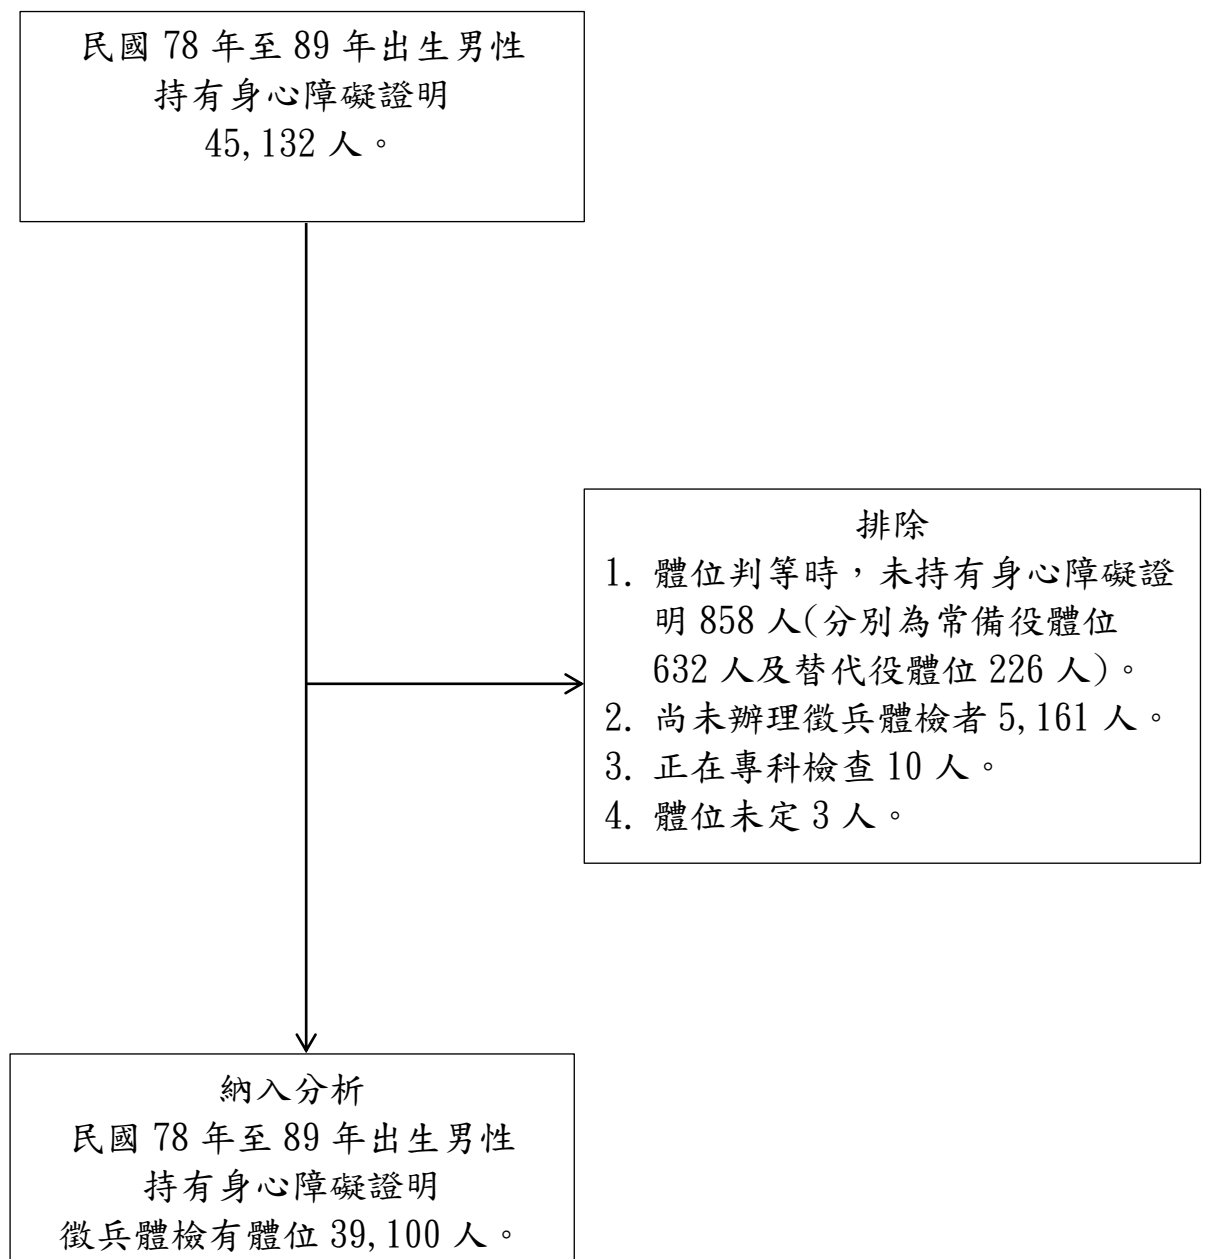 民國 78 年至 89 年出生男性
持有身心障礙證明
45,132 人。
排除
1. 體位判等時，未持有身心障礙證
明 858 人(分別為常備役體位
632 人及替代役體位 226 人)。
2. 尚未辦理徵兵體檢者 5,161 人。
3. 正在專科檢查 10 人。
4. 體位未定 3 人。
納入分析
民國 78 年至 89 年出生男性
持有身心障礙證明
徵兵體檢有體位 39,100 人。